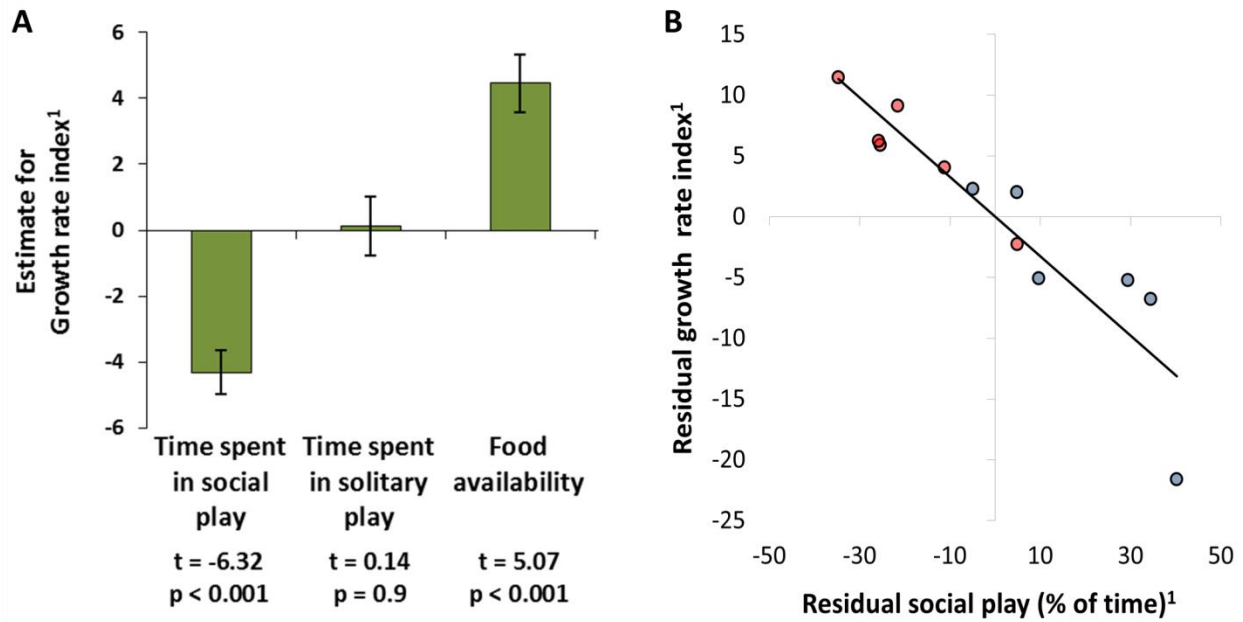 A
6
4
2
0
-2
-4
-6
Estimate for
Growth rate index¹
Time spent
in social
play
Time spent
in solitary
play
Food
availability
t = -6.32
p < 0.001
t = 0.14
p = 0.9
t = 5.07
p < 0.001
B
15
10
5
0
-5
-10
-15
-20
-25
Residual growth rate index¹
-50
-30
-10
10
30
50
Residual social play (% of time)¹